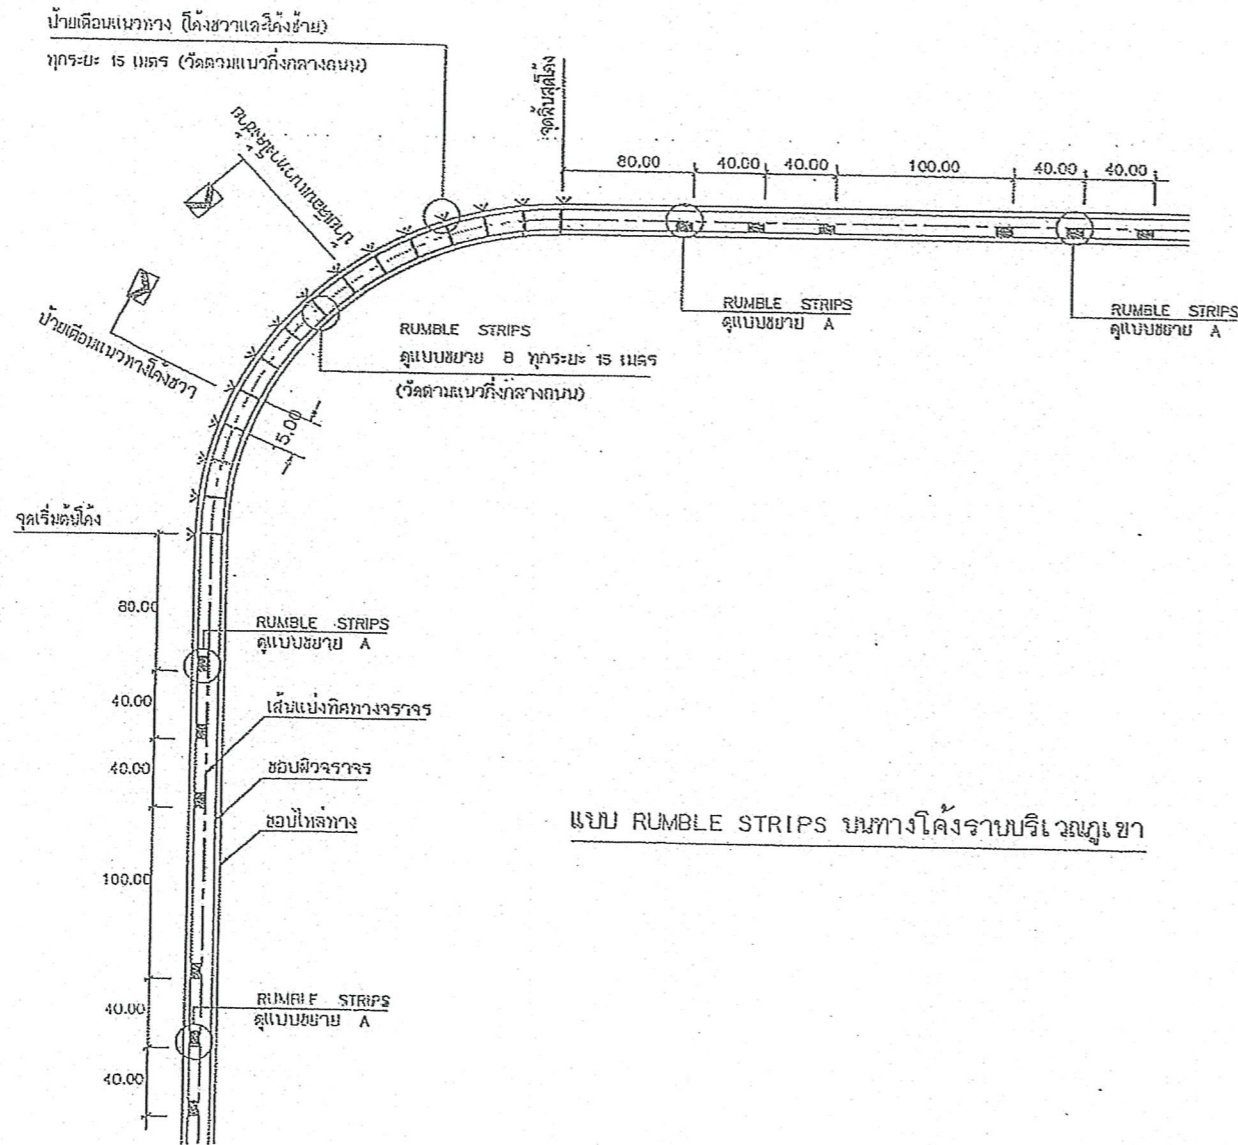 ป้ายเตือนแนวทาง (โค้งขวาและโค้งซ้าย)
ทุกระยะ 15 เมตร (วัดตามแนวกึ่งกลางถนน)
จุดสิ้นสุดโค้ง
ป้ายเตือนแนวทางโค้งซ้าย
80.00
40.00
40.00
100.00
40.00
40.00
RUMBLE STRIPS
ดูแบบขยาย A
RUMBLE STRIPS
ดูแบบขยาย A
ป้ายเตือนแนวทางโค้งขวา
RUMBLE STRIPS
ดูแบบขยาย B ทุกระยะ 15 เมตร
(วัดตามแนวกึ่งกลางถนน)
15.00
จุดเริ่มต้นโค้ง
80.00
RUMBLE STRIPS
ดูแบบขยาย A
40.00
เส้นแบ่งทิศทางจราจร
40.00
ขอบผิวจราจร
ขอบไหล่ทาง
แบบ RUMBLE STRIPS บนทางโค้งราบบริเวณภูเขา
100.00
RUMBLE STRIPS
ดูแบบขยาย A
40.00
40.00